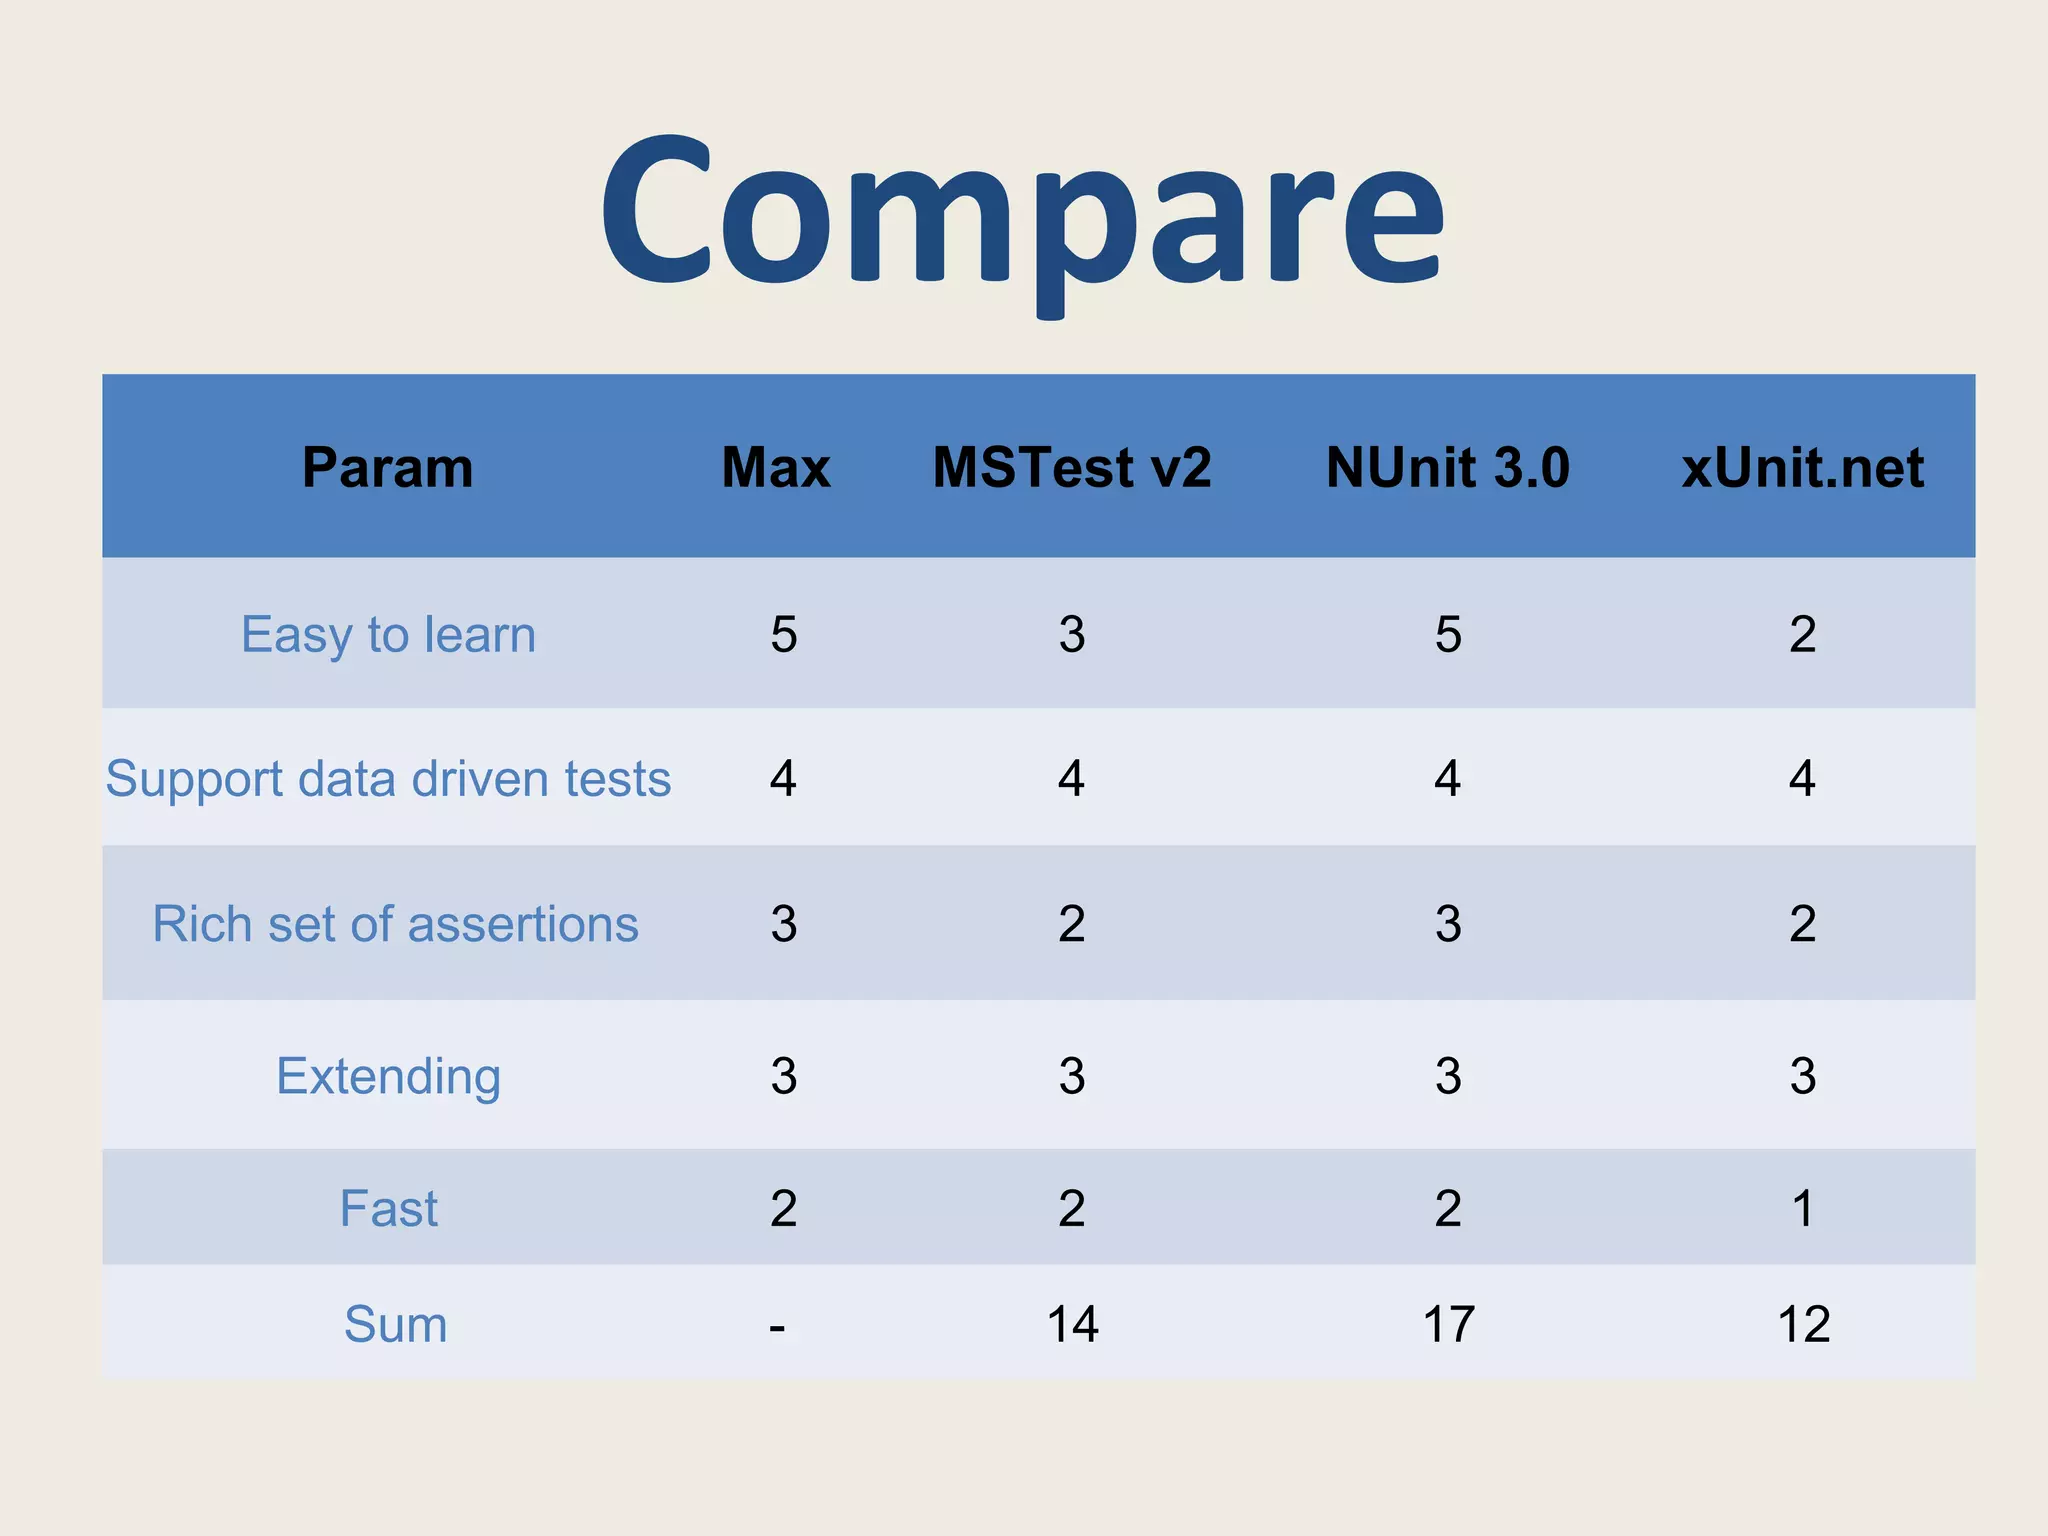 Compare
Param Max MSTest v2 NUnit 3.0 xUnit.net
Easy to learn 5 3 5 2
Support data driven tests 4 4 4 4
Rich set of assertions 3 2 3 2
Extending 3 3 3 3
Fast 2 2 2 1
Sum - 14 17 12